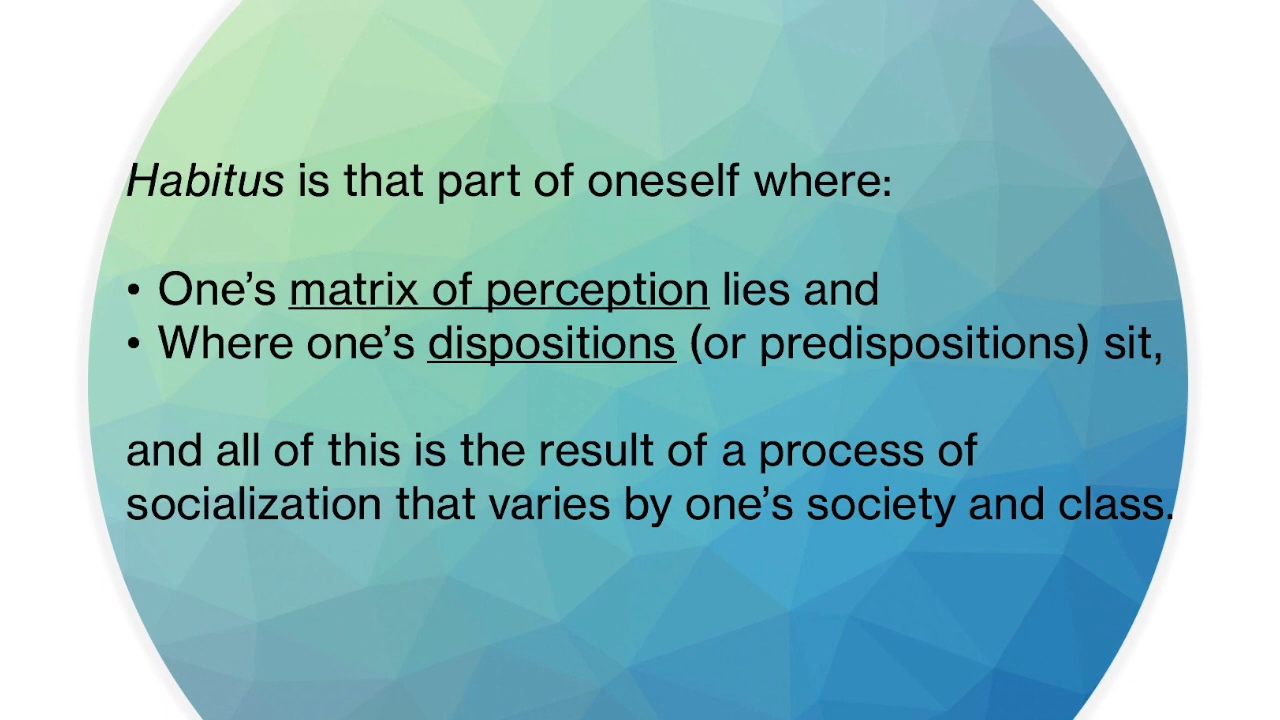 Habitus is that part of oneself where:
• One’s matrix of perception lies and
• Where one’s dispositions (or predispositions) sit,
and all of this is the result of a process of
socialization that varies by one’s society and class.